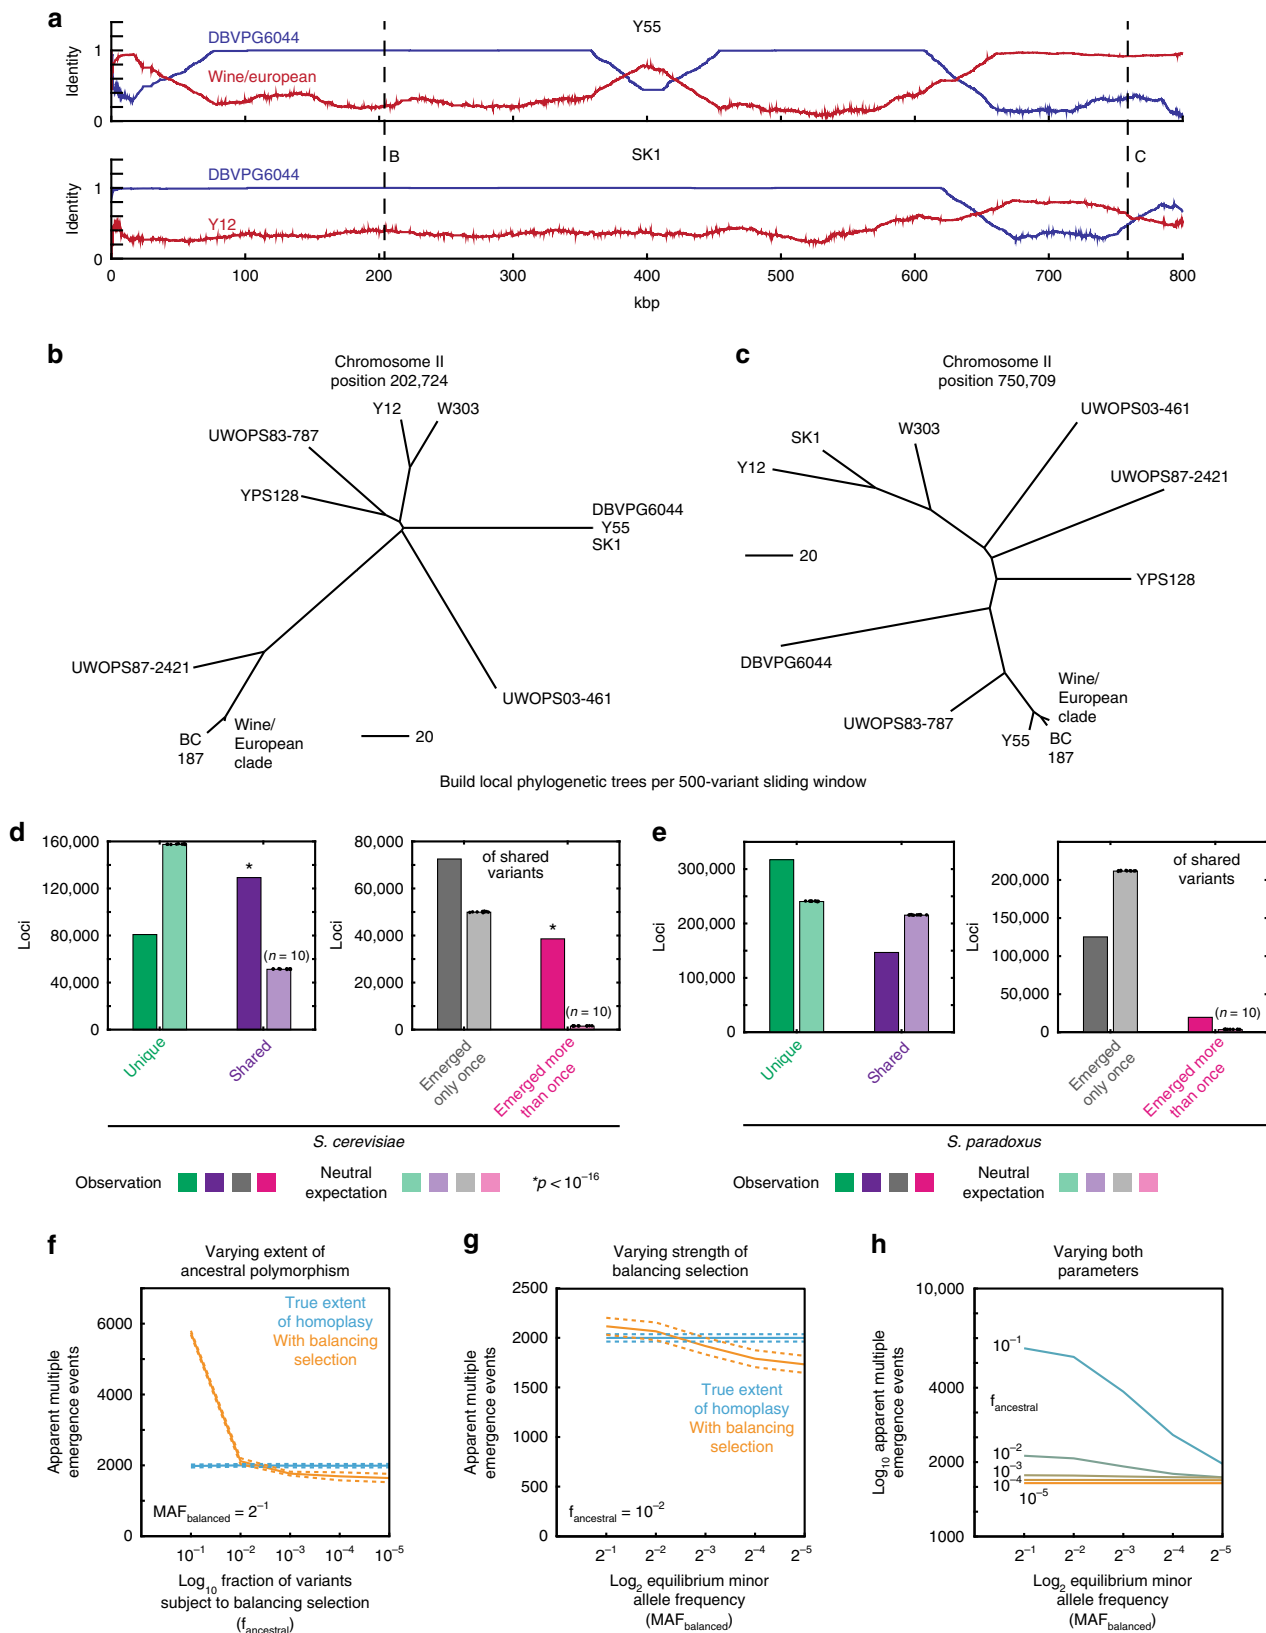 a
Y55
DBVPG6044
Wine/european
Identity
1
0
SK1
B
C
DBVPG6044
Y12
Identity
1
0
0 100 200 300 400 500 600 700 800
kbp
b
Chromosome II
position 202,724
Y12
W303
UWOPS83-787
YPS128
DBVPG6044
Y55
SK1
UWOPS87-2421
UWOPS03-461
BC
187
Wine/
European
clade
20
c
Chromosome II
position 750,709
UWOPS03-461
W303
SK1
Y12
UWOPS87-2421
20
YPS128
DBVPG6044
UWOPS83-787
Wine/
European
clade
Y55
BC
187
Build local phylogenetic trees per 500-variant sliding window
d
Loci
160,000
120,000
80,000
40,000
0
*
(n = 10)
Unique
Shared
Loci
80,000
60,000
40,000
20,000
0
of shared
variants
*
(n = 10)
Emerged
only once
Emerged more
than once
S. cerevisiae
e
Loci
300,000
200,000
100,000
0
Unique
Shared
Loci
200,000
150,000
100,000
50,000
0
of shared
variants
(n = 10)
Emerged
only once
Emerged more
than once
S. paradoxus
Observation
Neutral
expectation
*p < 10−16
Observation
Neutral
expectation
f
Varying extent of
ancestral polymorphism
Apparent multiple
emergence events
6000
4000
2000
0
True extent
of homoplasy
With balancing
selection
MAFbalanced = 2−1
10−1 10−2 10−3 10−4 10−5
Log10 fraction of variants
subject to balancing selection
(fancestral)
g
Varying strength of
balancing selection
Apparent multiple
emergence events
2500
2000
1500
1000
500
0
True extent
of homoplasy
With balancing
selection
fancestral = 10−2
2−1 2−2 2−3 2−4 2−5
Log2 equilibrium minor
allele frequency
(MAFbalanced)
h
Varying both
parameters
Log10 apparent multiple
emergence events
10,000
4000
2000
1000
10−1
fancestral
10−2
10−3
10−4
10−5
2−1 2−2 2−3 2−4 2−5
Log2 equilibrium minor
allele frequency
(MAFbalanced)